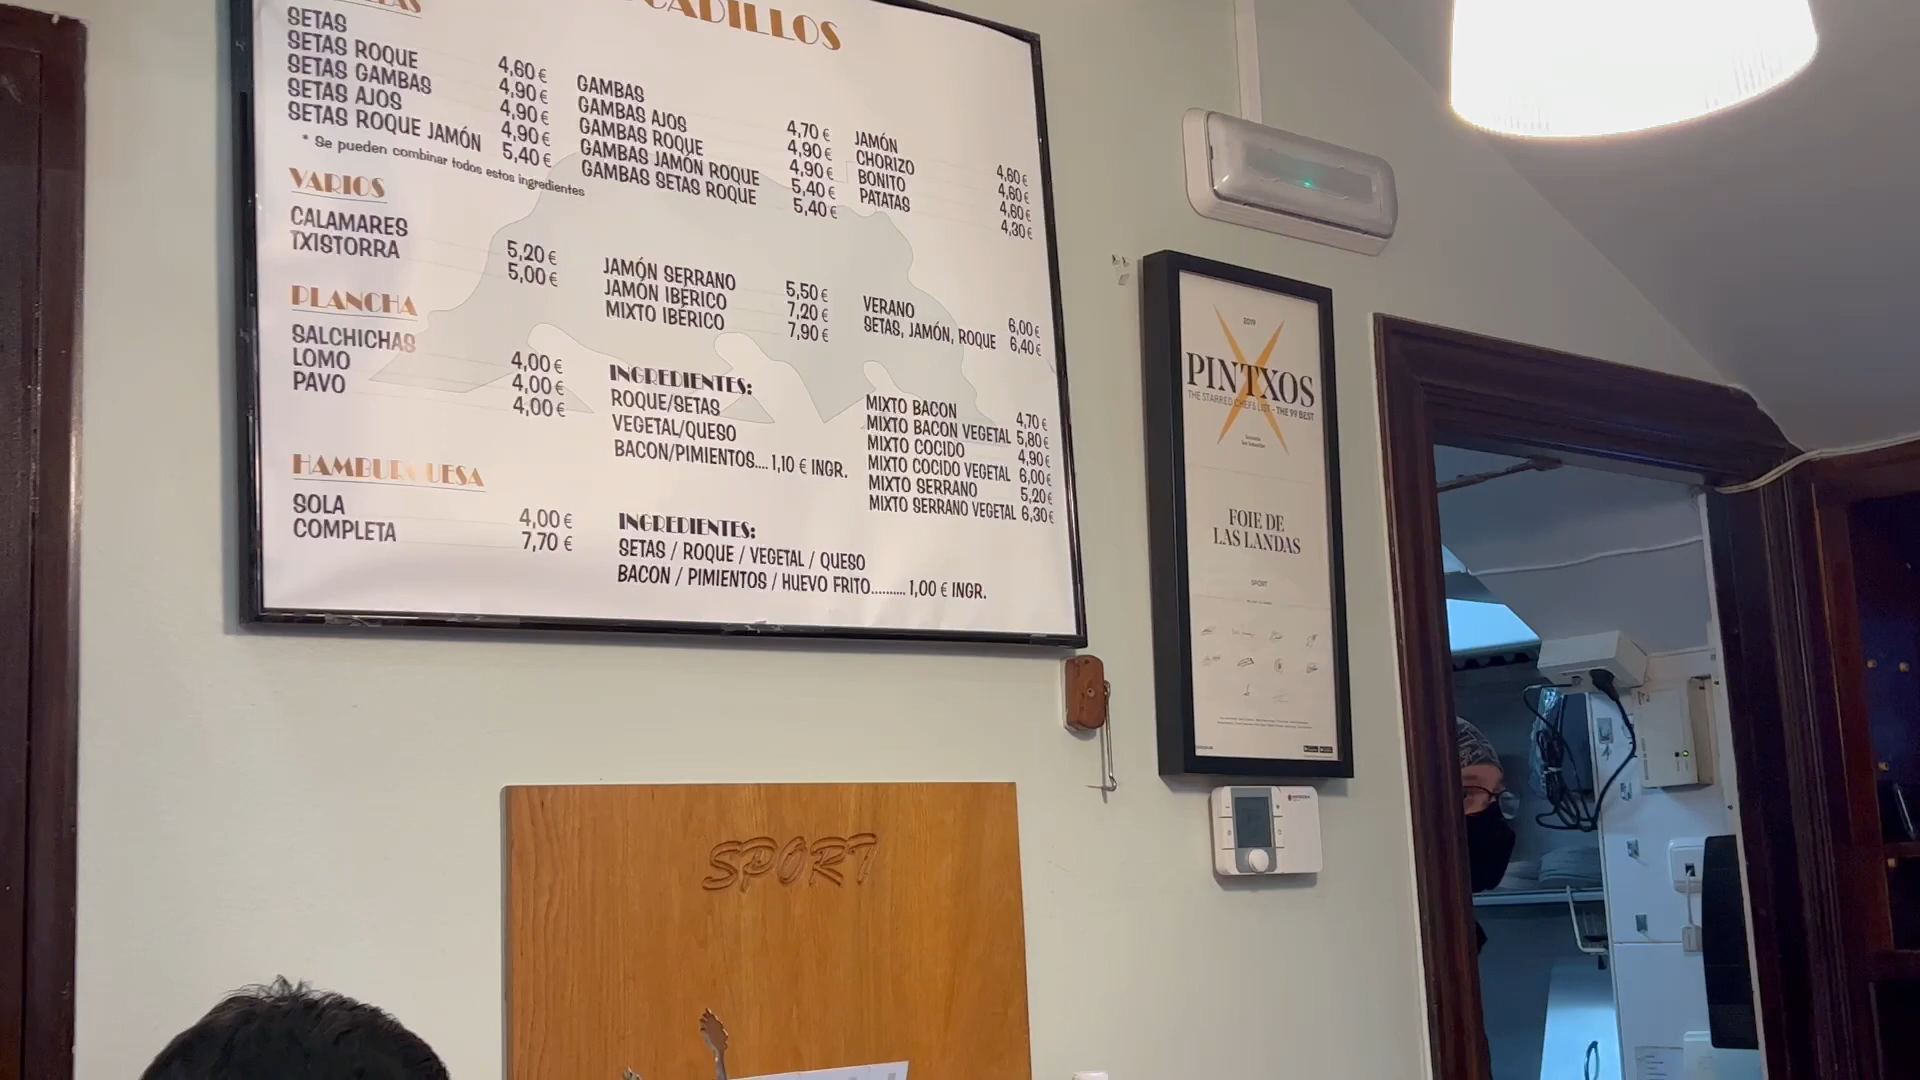 CADILLOS
SETAS 4,60 €
SETAS ROQUE 4,90 €
SETAS GAMBAS 4,90 €
SETAS AJOS 4,90 €
SETAS ROQUE JAMÓN 5,40 €
* Se pueden combinar todos estos ingredientes
GAMBAS 4,70 €
GAMBAS AJOS 4,90 €
GAMBAS ROQUE 4,90 €
GAMBAS JAMÓN ROQUE 5,40 €
GAMBAS SETAS ROQUE 5,40 €
JAMÓN 4,60 €
CHORIZO 4,60 €
BONITO 4,60 €
PATATAS 4,30 €
VARIOS
CALAMARES 5,20 €
TXISTORRA 5,00 €
JAMÓN SERRANO 5,50 €
JAMÓN IBÉRICO 7,20 €
MIXTO IBÉRICO 7,90 €
VERANO 6,00 €
SETAS, JAMÓN, ROQUE 6,40 €
PLANCHA
SALCHICHAS 4,00 €
LOMO 4,00 €
PAVO 4,00 €
INGREDIENTES:
ROQUE/SETAS
VEGETAL/QUESO
BACON/PIMIENTOS.... 1,10 € INGR.
MIXTO BACON 4,70 €
MIXTO BACON VEGETAL 5,80 €
MIXTO COCIDO 4,90 €
MIXTO COCIDO VEGETAL 6,00 €
MIXTO SERRANO 5,20 €
MIXTO SERRANO VEGETAL 6,30 €
HAMBURGUESA
SOLA 4,00 €
COMPLETA 7,70 €
INGREDIENTES:
SETAS / ROQUE / VEGETAL / QUESO
BACON / PIMIENTOS / HUEVO FRITO.......... 1,00 € INGR.
2019
PINTXOS
THE STARRED CHEFS LIST - THE 99 BEST
FOIE DE
LAS LANDAS
SPORT
SPORT